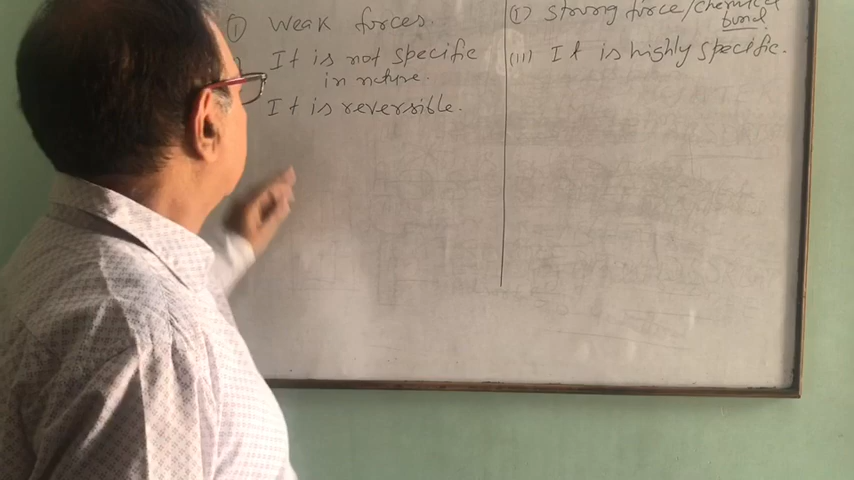 (i) Weak forces.
It is not specific
in nature.
It is reversible.
(I) strong force/chemical
bond
(II) It is highly specific.